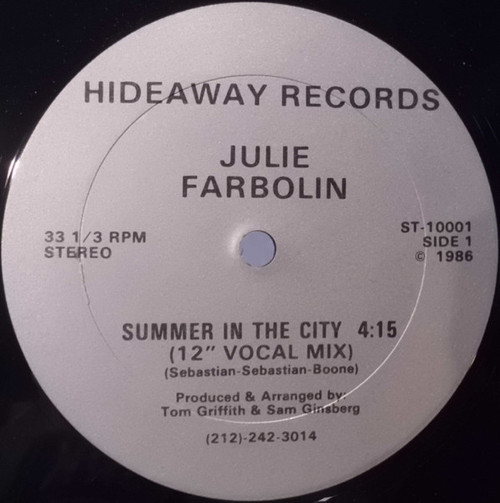 HIDEAWAY RECORDS
JULIE
FARBOLIN
33 1/3 RPM
STEREO
ST-10001
SIDE 1
© 1986
SUMMER IN THE CITY 4:15
(12" VOCAL MIX)
(Sebastian-Sebastian-Boone)
Produced & Arranged by:
Tom Griffith & Sam Ginsberg
(212)-242-3014